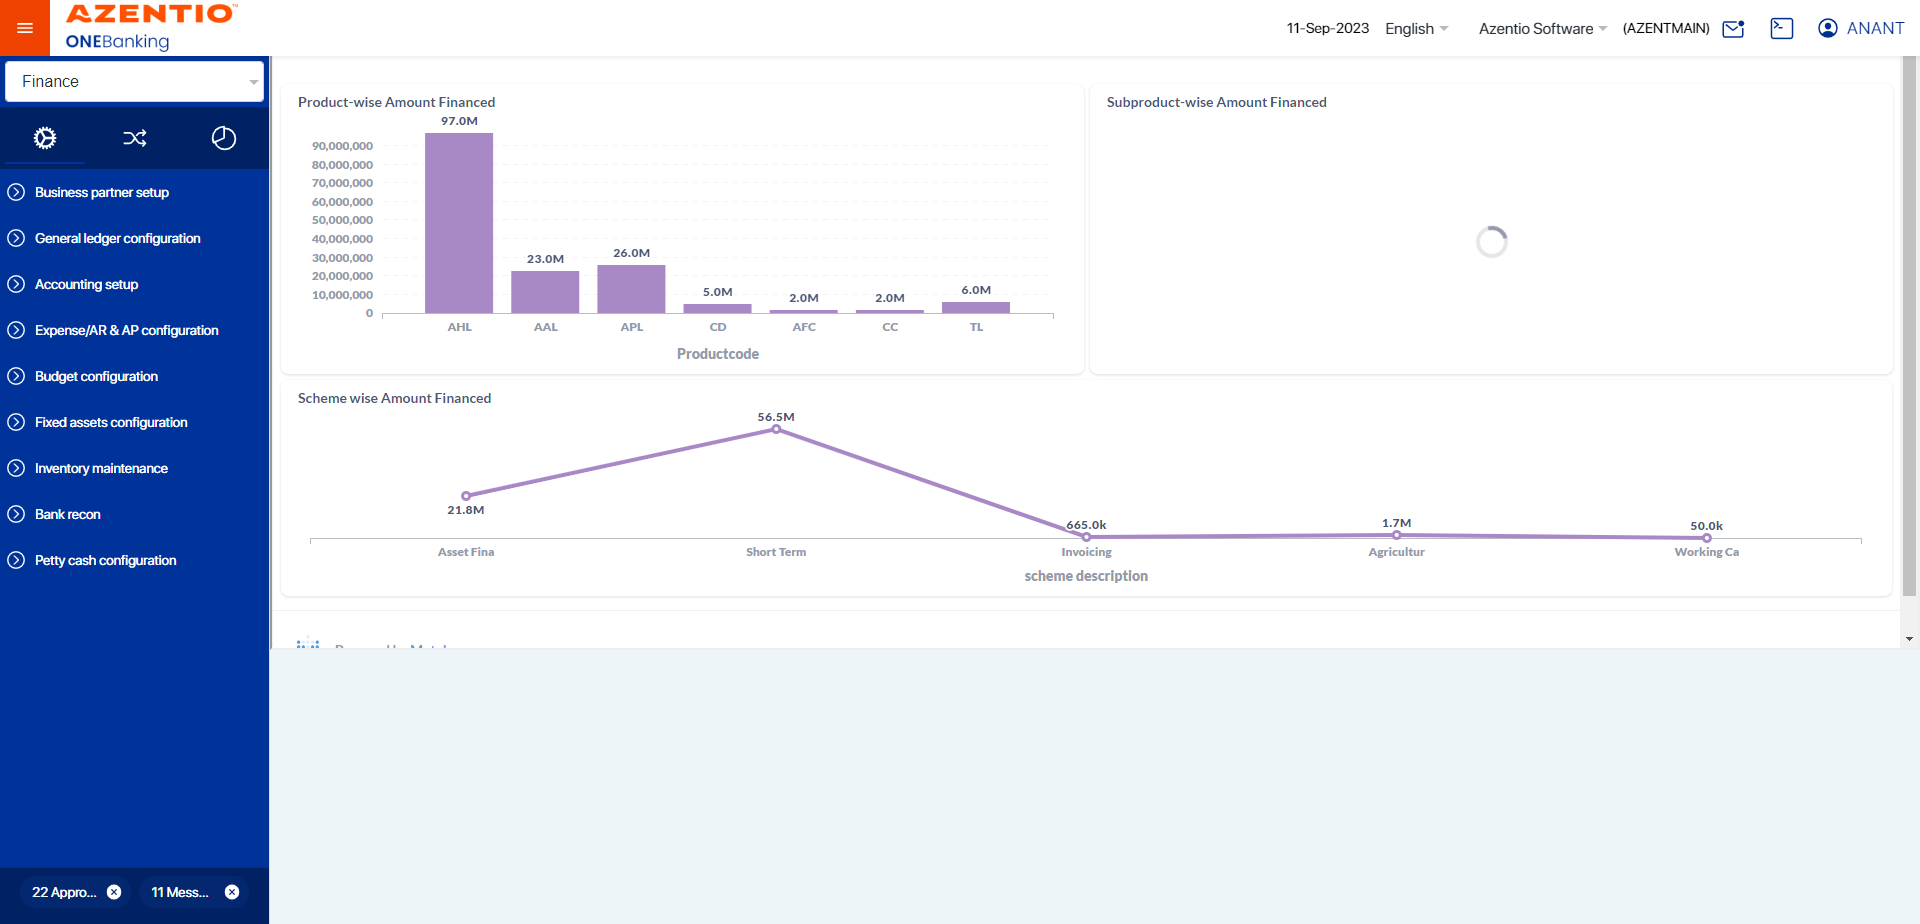 AZENTIO
ONEBanking
11-Sep-2023
English
Azentio Software
(AZENTMAIN)
ANANT
Finance
Business partner setup
General ledger configuration
Accounting setup
Expense/AR & AP configuration
Budget configuration
Fixed assets configuration
Inventory maintenance
Bank recon
Petty cash configuration
22 Appro...
11 Mess...
Product-wise Amount Financed
97.0M
90,000,000
80,000,000
70,000,000
60,000,000
50,000,000
40,000,000
30,000,000
20,000,000
10,000,000
0
23.0M
26.0M
5.0M
2.0M
2.0M
6.0M
AHL
AAL
APL
CD
AFC
CC
TL
Productcode
Subproduct-wise Amount Financed
Scheme wise Amount Financed
56.5M
21.8M
665.0k
1.7M
50.0k
Asset Fina
Short Term
Invoicing
Agricultur
Working Ca
scheme description